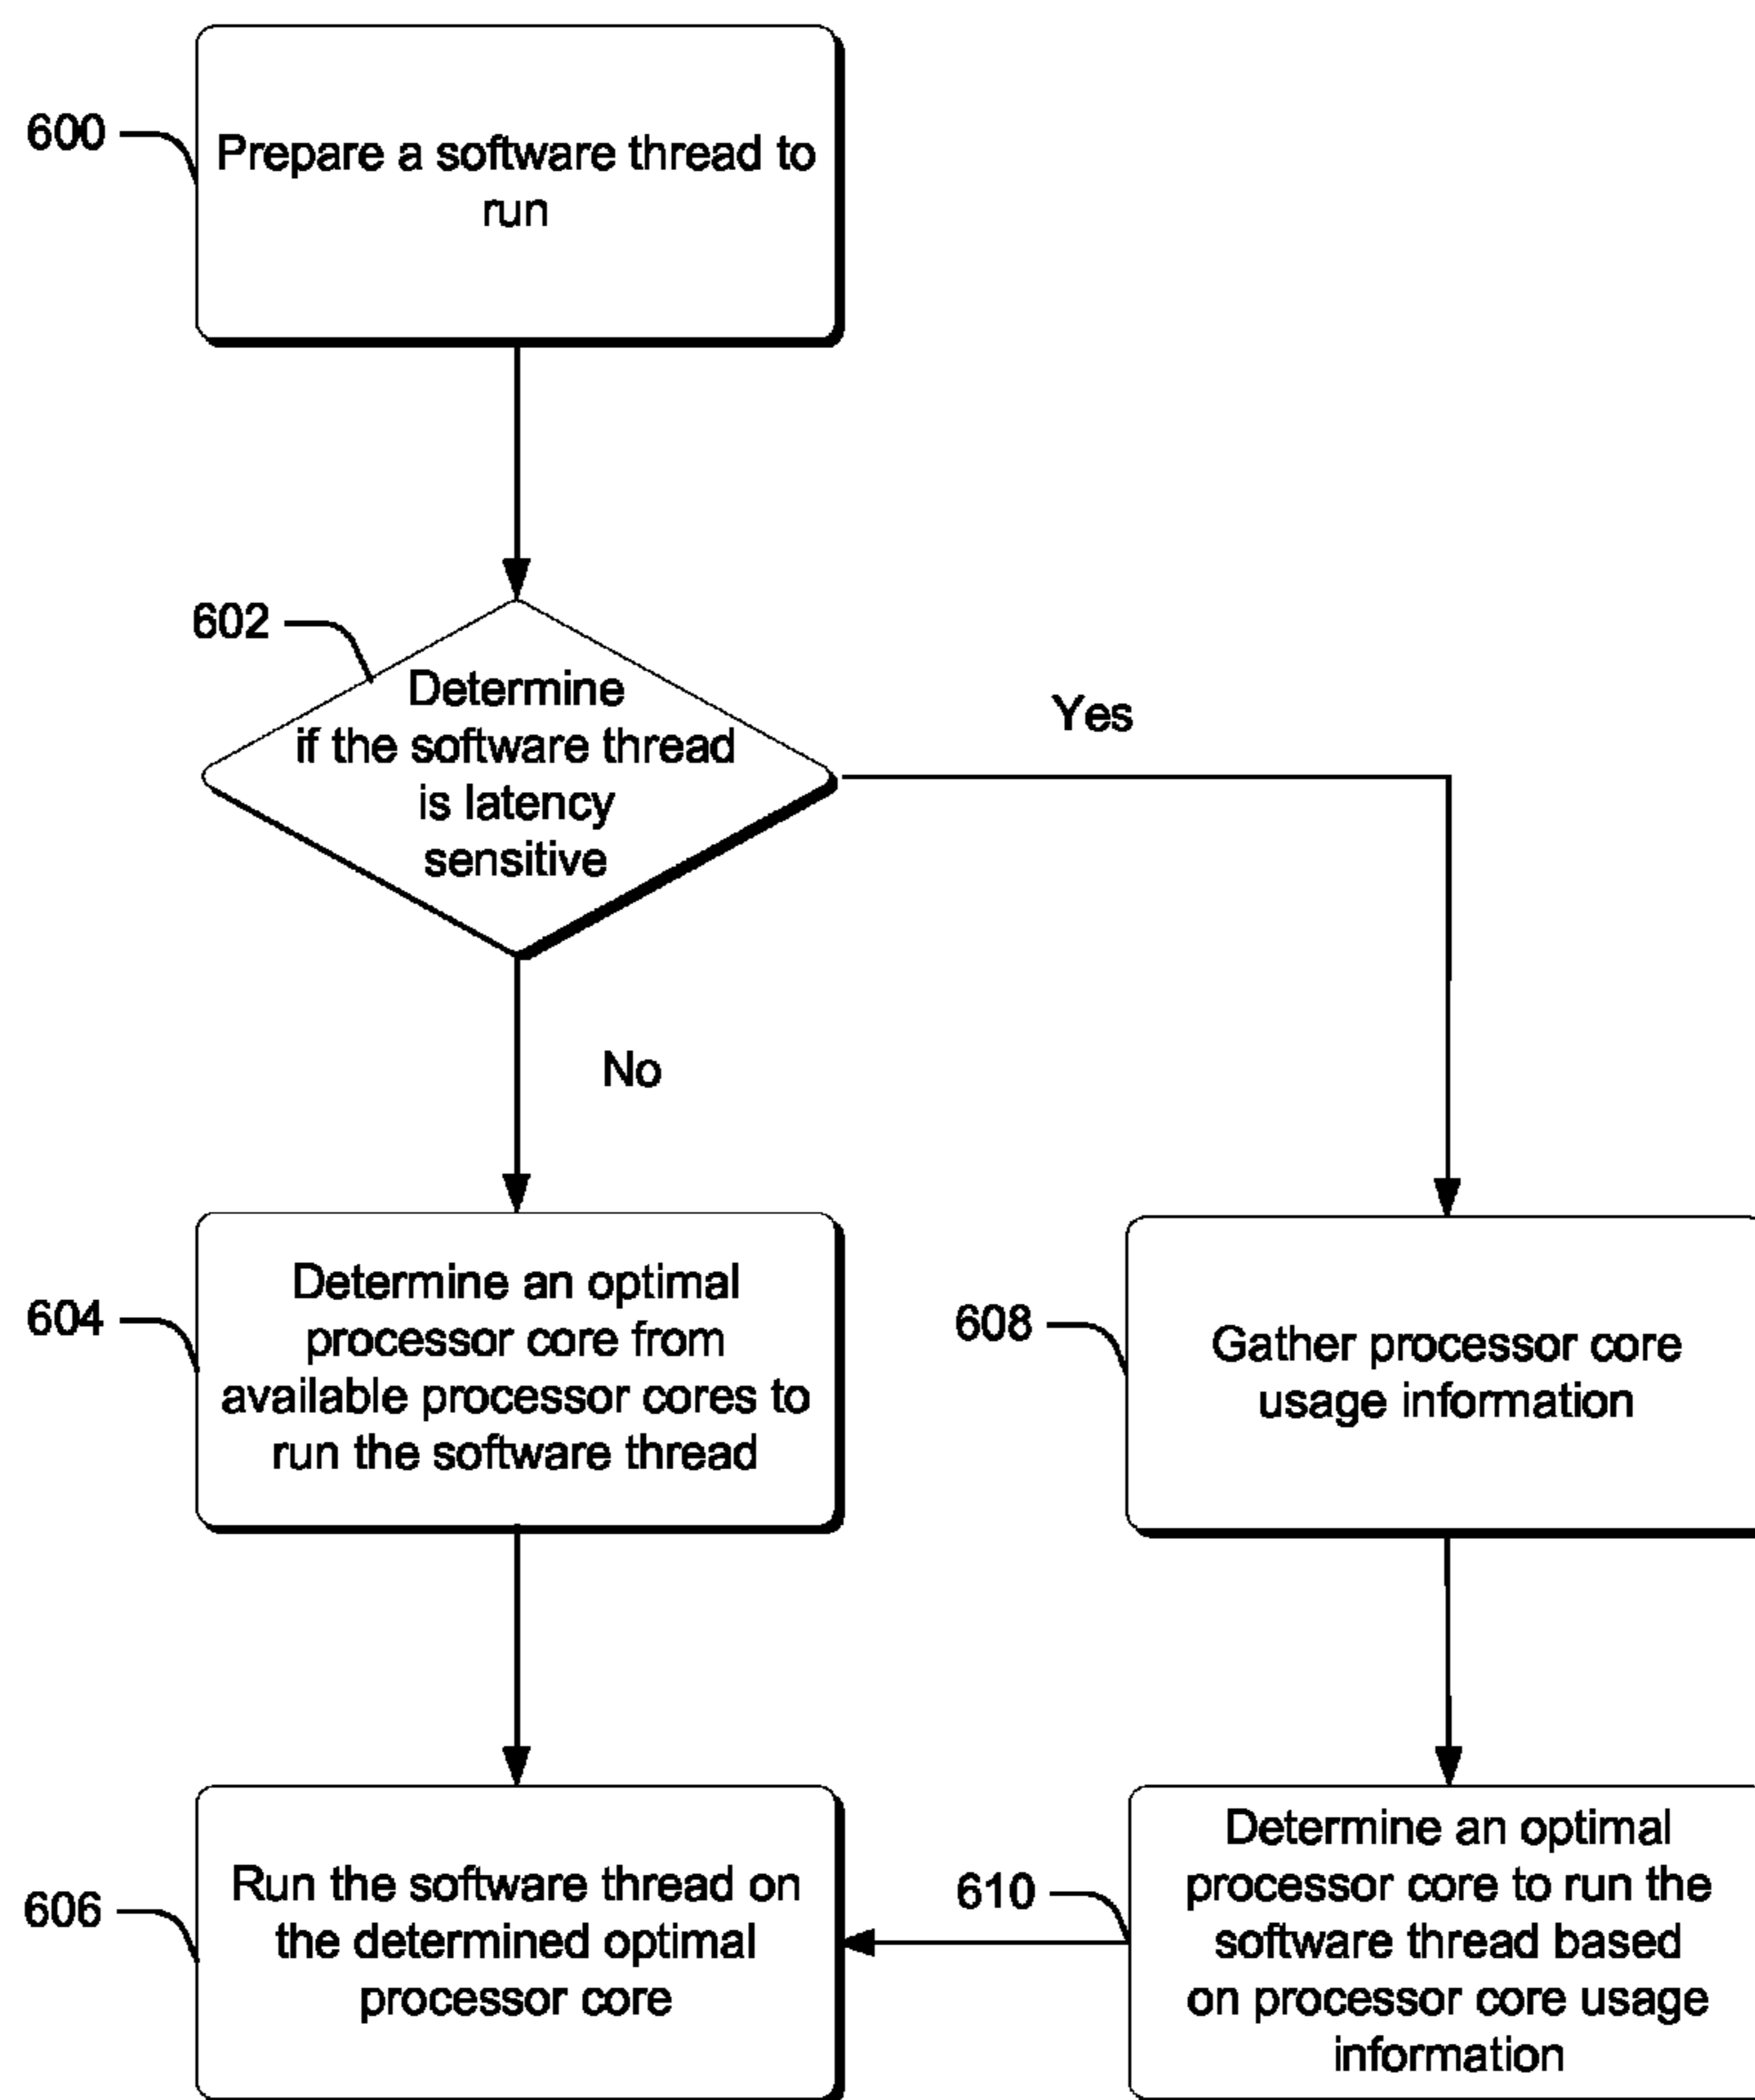 600
Prepare a software thread to
run
602
Determine
if the software thread
is latency
sensitive
Yes
No
604
Determine an optimal
processor core from
available processor cores to
run the software thread
608
Gather processor core
usage information
606
Run the software thread on
the determined optimal
processor core
610
Determine an optimal
processor core to run the
software thread based
on processor core usage
information